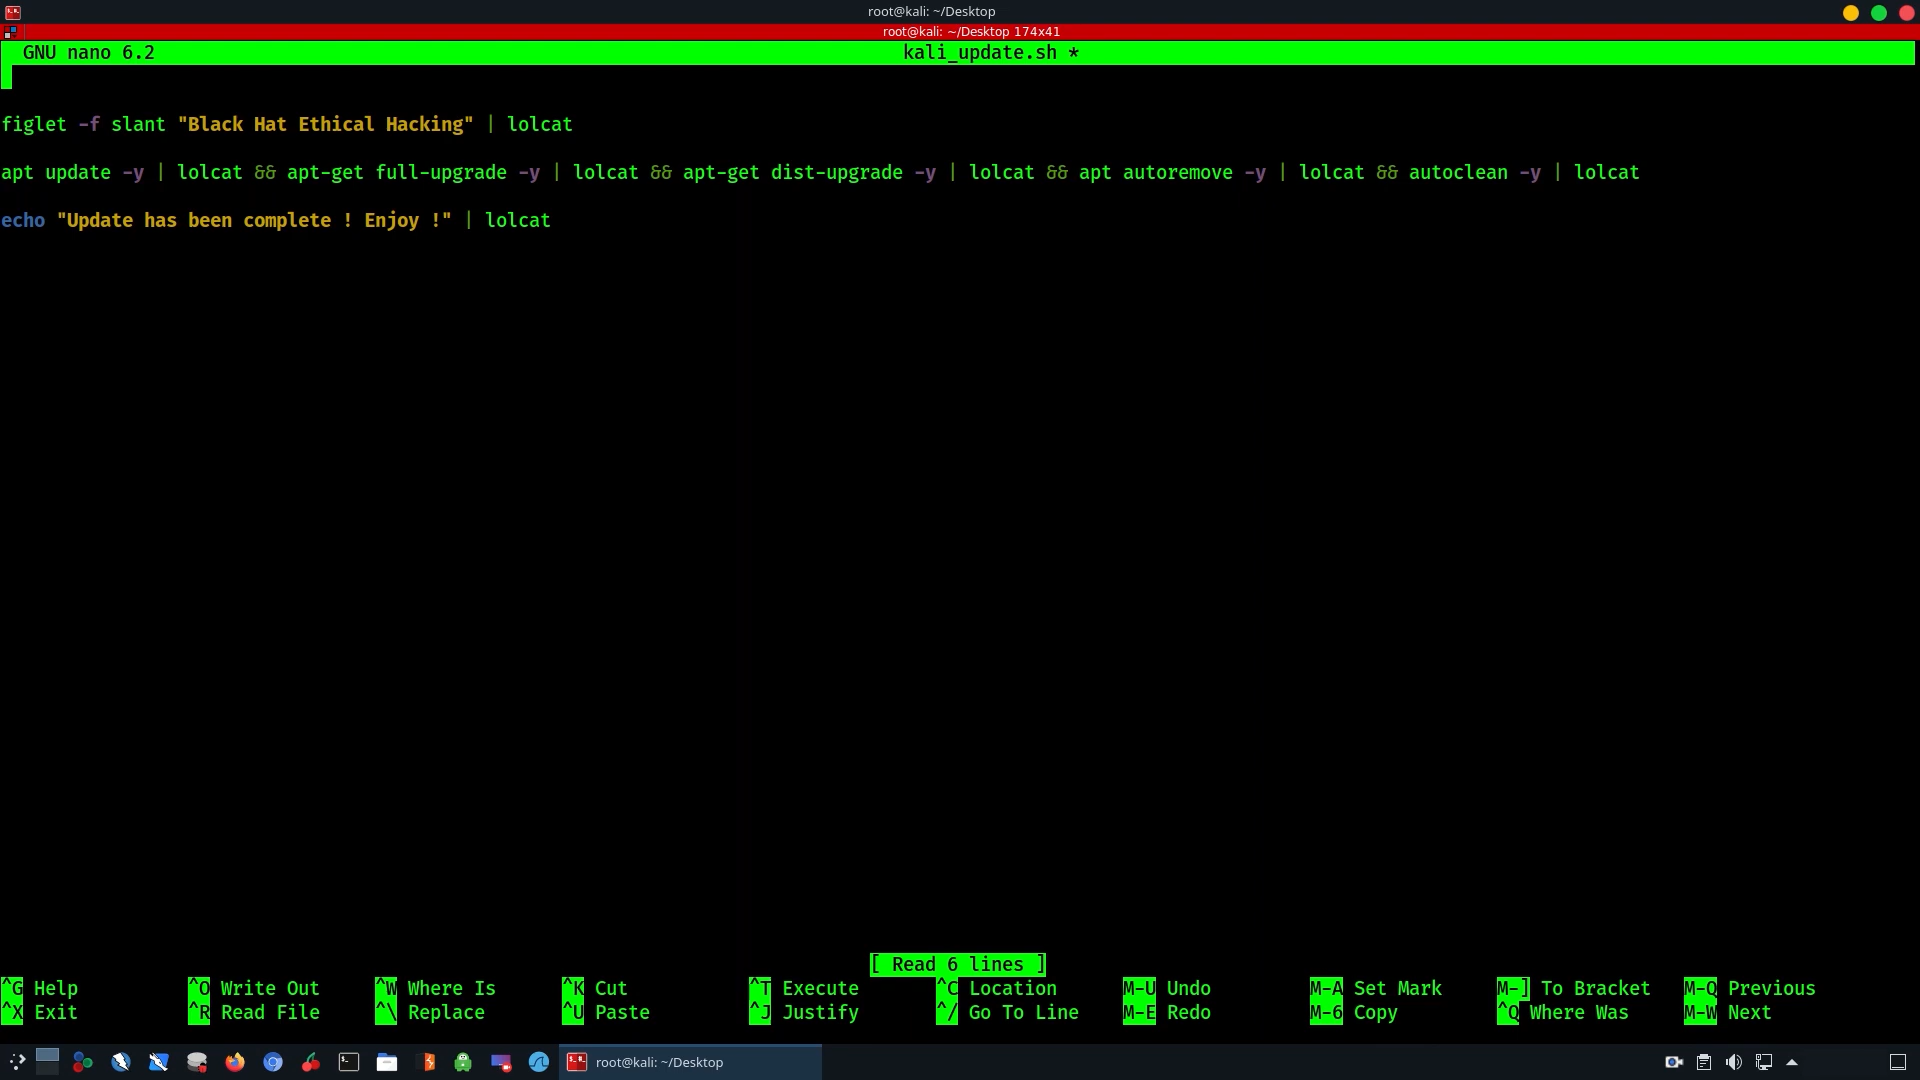 root@kali: ~/Desktop
root@kali: ~/Desktop 174x41
GNU nano 6.2 kali_update.sh *
figlet -f slant "Black Hat Ethical Hacking" | lolcat
apt update -y | lolcat && apt-get full-upgrade -y | lolcat && apt-get dist-upgrade -y | lolcat && apt autoremove -y | lolcat && autoclean -y | lolcat
echo "Update has been complete ! Enjoy !" | lolcat
[ Read 6 lines ]
^G Help ^O Write Out ^W Where Is ^K Cut ^T Execute ^C Location M-U Undo M-A Set Mark M-] To Bracket M-Q Previous
^X Exit ^R Read File ^\ Replace ^U Paste ^J Justify ^/ Go To Line M-E Redo M-6 Copy ^Q Where Was M-W Next
root@kali: ~/Desktop